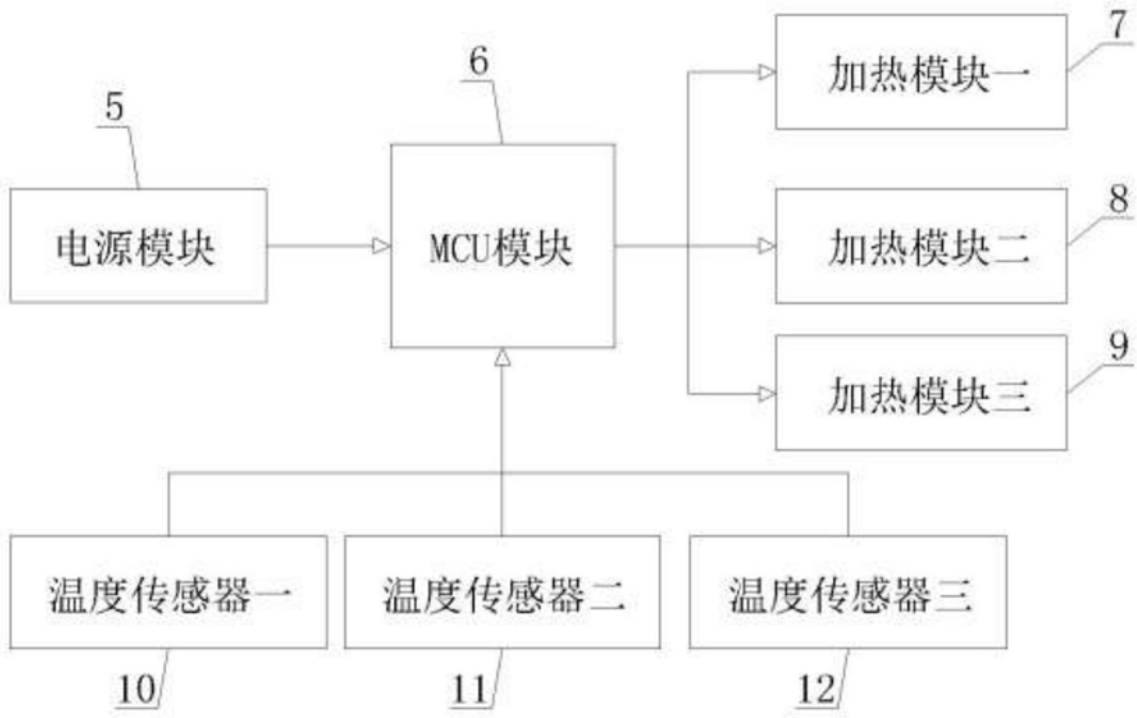 7
加热模块一
6
5
8
电源模块
MCU模块
加热模块二
9
加热模块三
温度传感器一
温度传感器二
温度传感器三
10
11
12